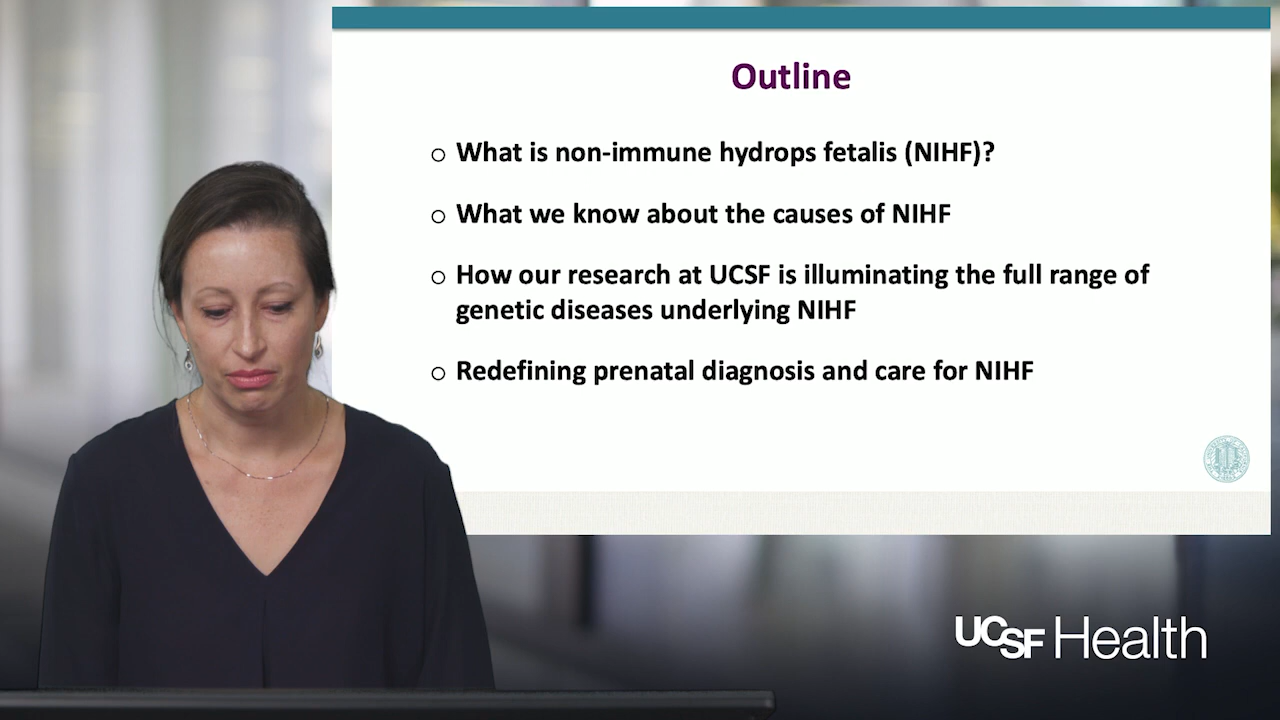 Outline
What is non-immune hydrops fetalis (NIHF)?
What we know about the causes of NIHF
How our research at UCSF is illuminating the full range of
genetic diseases underlying NIHF
Redefining prenatal diagnosis and care for NIHF
UCSF Health